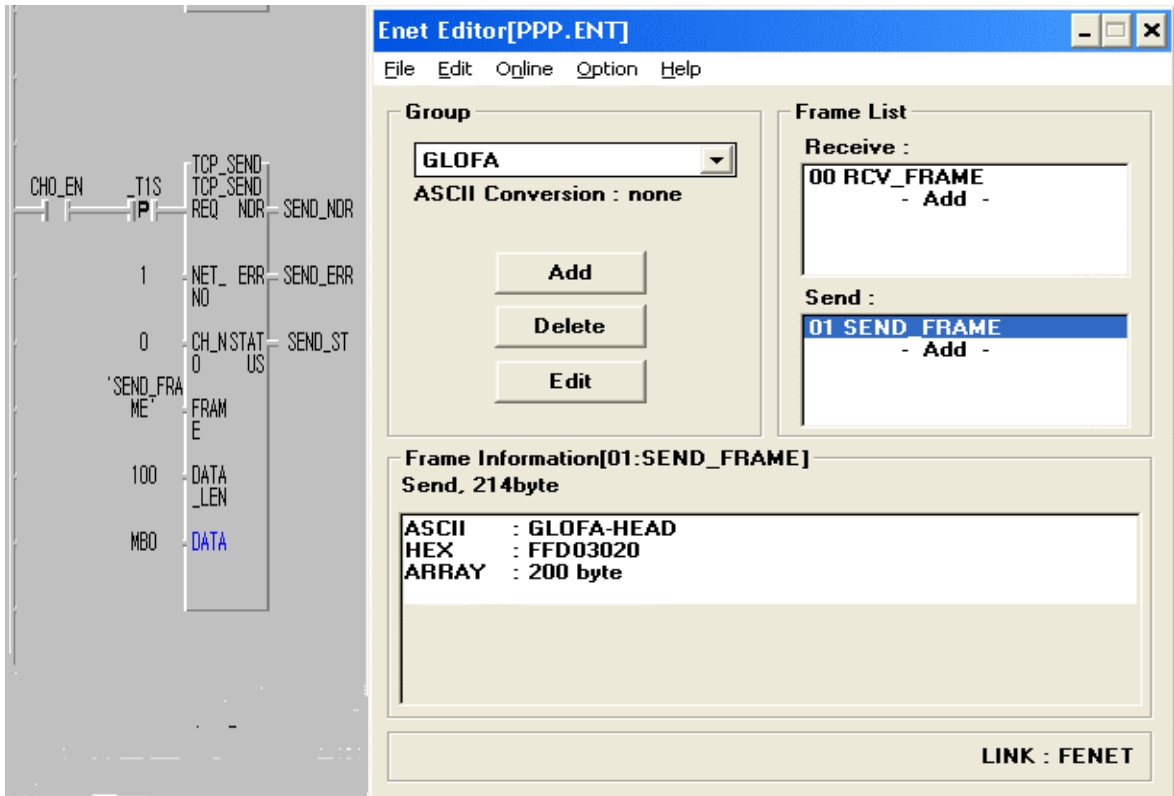 TCP_SEND
CH0_EN _T1S TCP_SEND
P REQ NDR SEND_NDR
1 NET_ ERR SEND_ERR
NO
0 CH_N STAT SEND_ST
O US
'SEND_FRA
ME' FRAM
E
100 DATA
_LEN
MB0 DATA
Enet Editor[PPP.ENT]
File Edit Online Option Help
Group
GLOFA
ASCII Conversion : none
Add
Delete
Edit
Frame List
Receive :
00 RCV_FRAME
- Add -
Send :
01 SEND_FRAME
- Add -
Frame Information[01:SEND_FRAME]
Send, 214byte
ASCII : GLOFA-HEAD
HEX : FFD03020
ARRAY : 200 byte
LINK : FENET